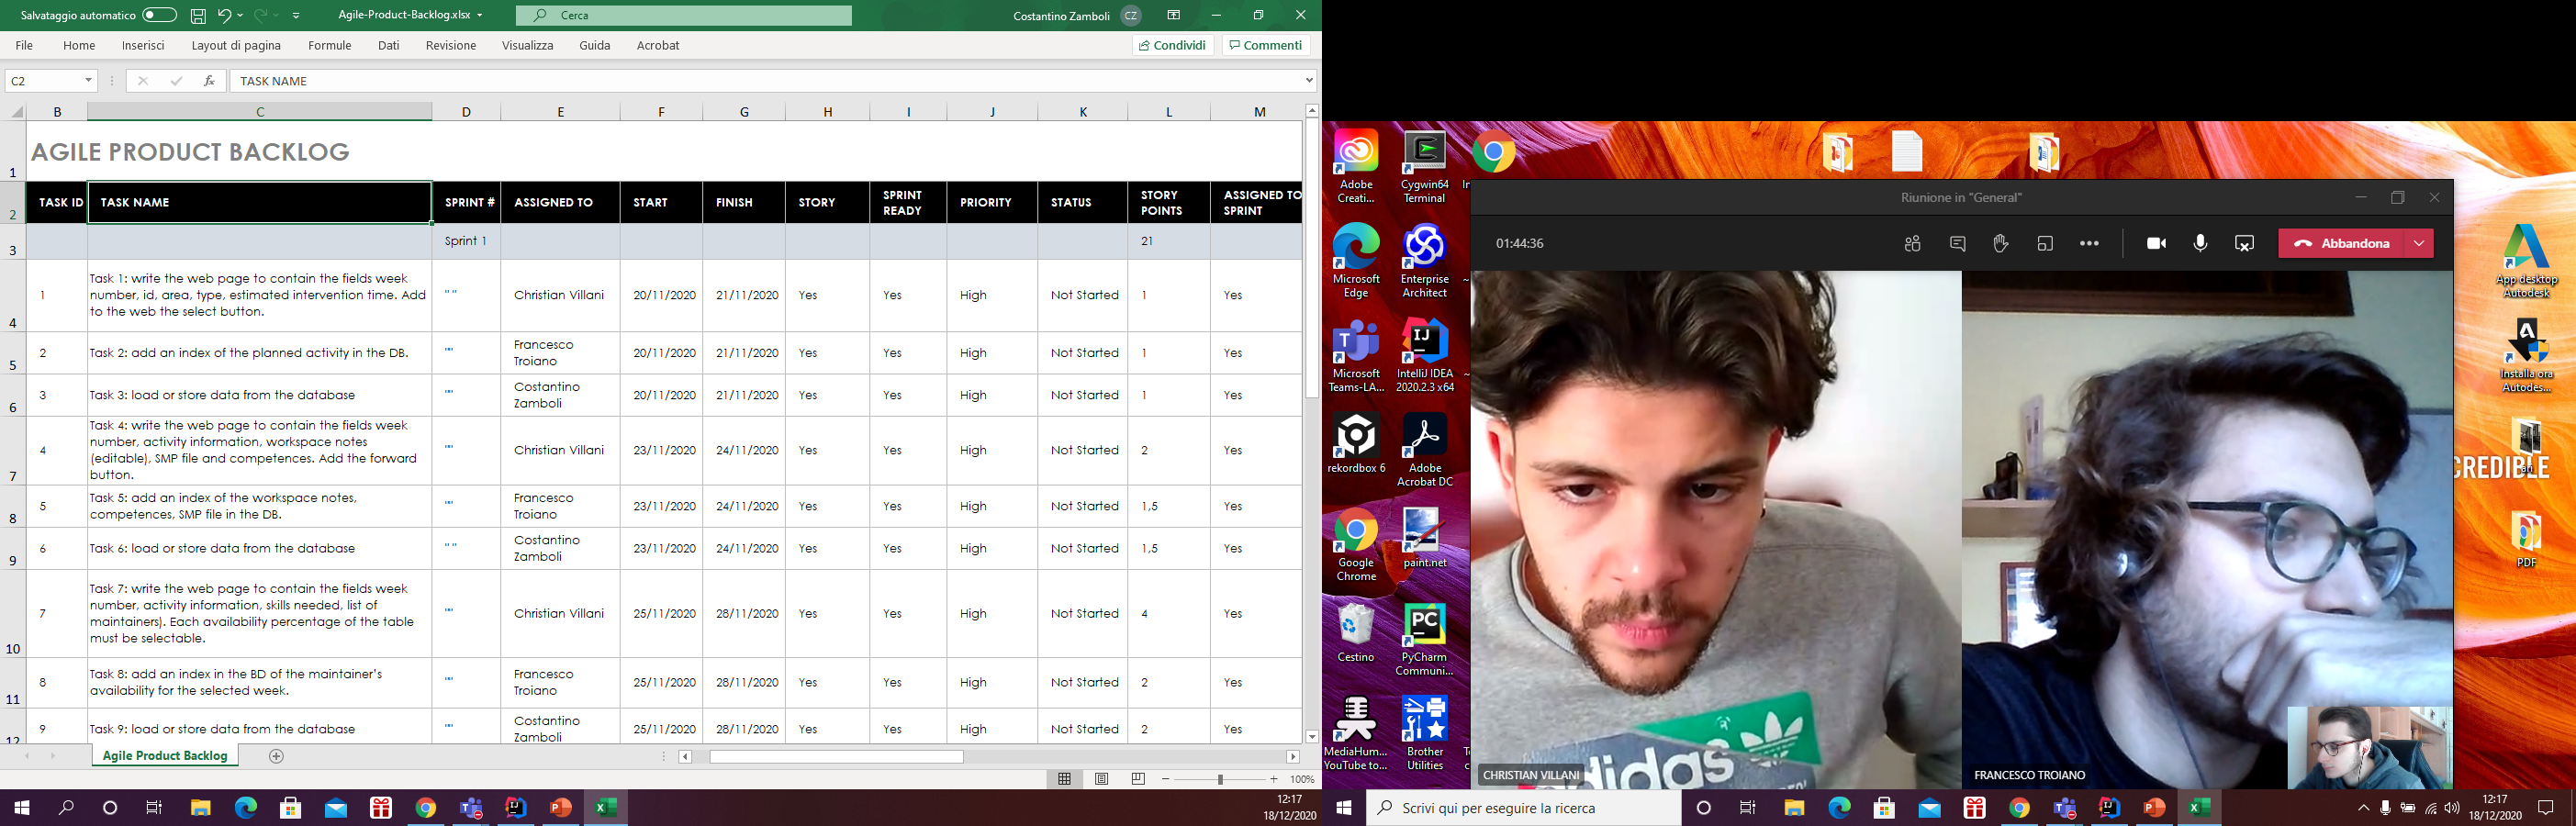 Salvataggio automatico
Agile-Product-Backlog.xlsx
Cerca
Costantino Zamboli
CZ
File
Home
Inserisci
Layout di pagina
Formule
Dati
Revisione
Visualizza
Guida
Acrobat
Condividi
Commenti
C2
fx
TASK NAME
B C D E F G H I J K L M
1
AGILE PRODUCT BACKLOG
2
TASK ID
TASK NAME
SPRINT #
ASSIGNED TO
START
FINISH
STORY
SPRINT
READY
PRIORITY
STATUS
STORY
POINTS
ASSIGNED TO
SPRINT
3
Sprint 1
21
4
1
Task 1: write the web page to contain the fields week
number, id, area, type, estimated intervention time. Add
to the web the select button.
" "
Christian Villani
20/11/2020
21/11/2020
Yes
Yes
High
Not Started
1
Yes
5
2
Task 2: add an index of the planned activity in the DB.
""
Francesco
Troiano
20/11/2020
21/11/2020
Yes
Yes
High
Not Started
1
Yes
6
3
Task 3: load or store data from the database
""
Costantino
Zamboli
20/11/2020
21/11/2020
Yes
Yes
High
Not Started
1
Yes
7
4
Task 4: write the web page to contain the fields week
number, activity information, workspace notes
(editable), SMP file and competences. Add the forward
button.
""
Christian Villani
23/11/2020
24/11/2020
Yes
Yes
High
Not Started
2
Yes
8
5
Task 5: add an index of the workspace notes,
competences, SMP file in the DB.
""
Francesco
Troiano
23/11/2020
24/11/2020
Yes
Yes
High
Not Started
1,5
Yes
9
6
Task 6: load or store data from the database
" "
Costantino
Zamboli
23/11/2020
24/11/2020
Yes
Yes
High
Not Started
1,5
Yes
10
7
Task 7: write the web page to contain the fields week
number, activity information, skills needed, list of
maintainers). Each availability percentage of the table
must be selectable.
""
Christian Villani
25/11/2020
28/11/2020
Yes
Yes
High
Not Started
4
Yes
11
8
Task 8: add an index in the BD of the maintainer's
availability for the selected week.
""
Francesco
Troiano
25/11/2020
28/11/2020
Yes
Yes
High
Not Started
2
Yes
12
9
Task 9: load or store data from the database
""
Costantino
Zamboli
25/11/2020
28/11/2020
Yes
Yes
High
Not Started
2
Yes
Agile Product Backlog
100%
12:17
18/12/2020
Adobe
Creati...
Cygwin64
Terminal
Microsoft
Edge
Enterprise
Architect
Microsoft
Teams-LA...
IntelliJ IDEA
2020.2.3 x64
rekordbox 6
Adobe
Acrobat DC
Google
Chrome
paint.net
Cestino
PyCharm
Communi...
MediaHum...
YouTube to...
Brother
Utilities
Riunione in "General"
01:44:36
Abbandona
adidas
CHRISTIAN VILLANI
FRANCESCO TROIANO
App desktop
Autodesk
Installa ora
Autodes...
CREDIBLE
PDF
Scrivi qui per eseguire la ricerca
12:17
18/12/2020